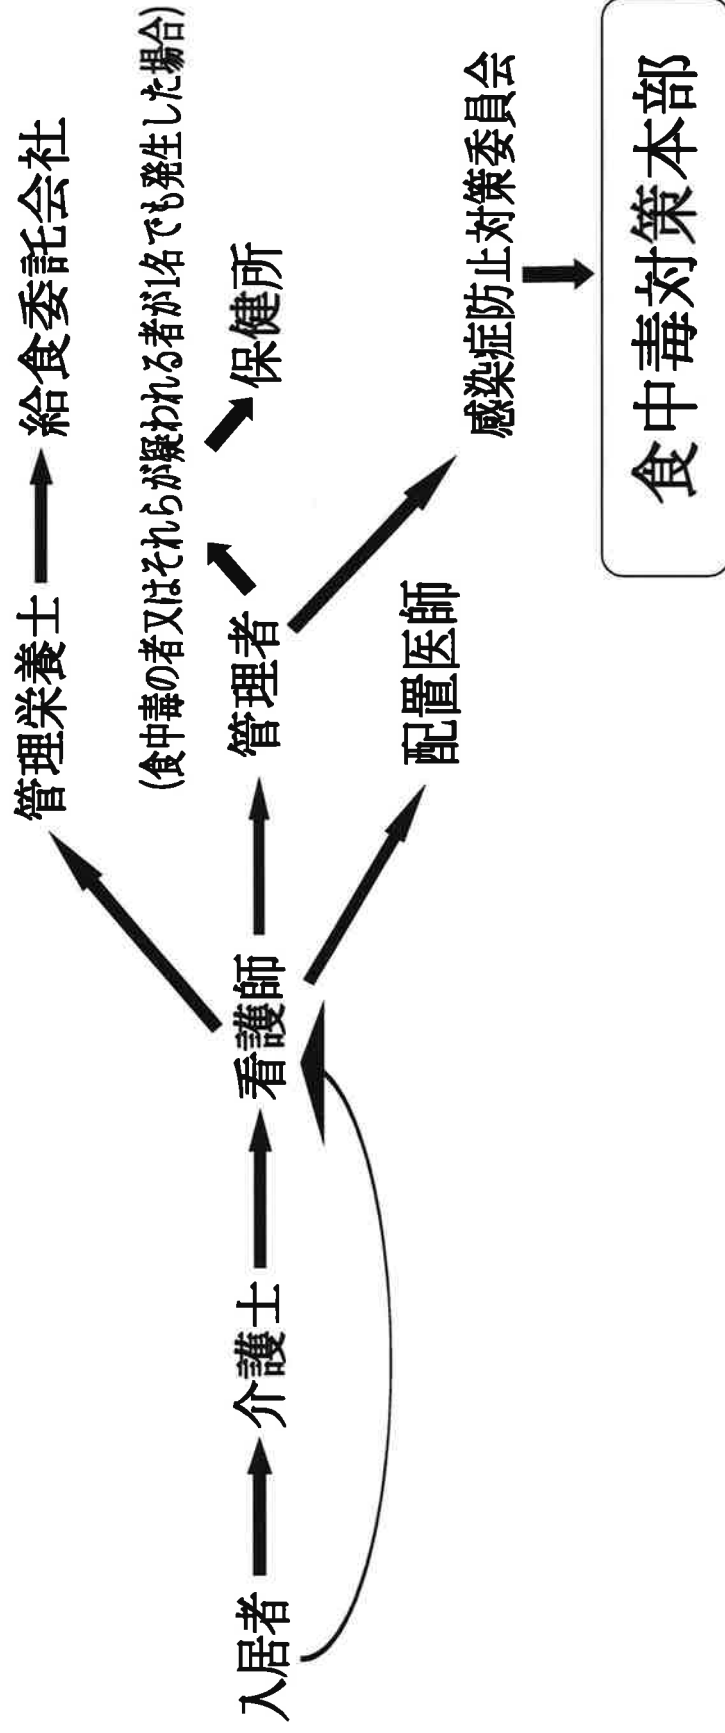 入居者
介護士
看護師
管理栄養士
給食委託会社
(食中毒の者又はそれらが疑われる者が1名でも発生した場合)
管理者
保健所
配置医師
感染症防止対策委員会
食中毒対策本部